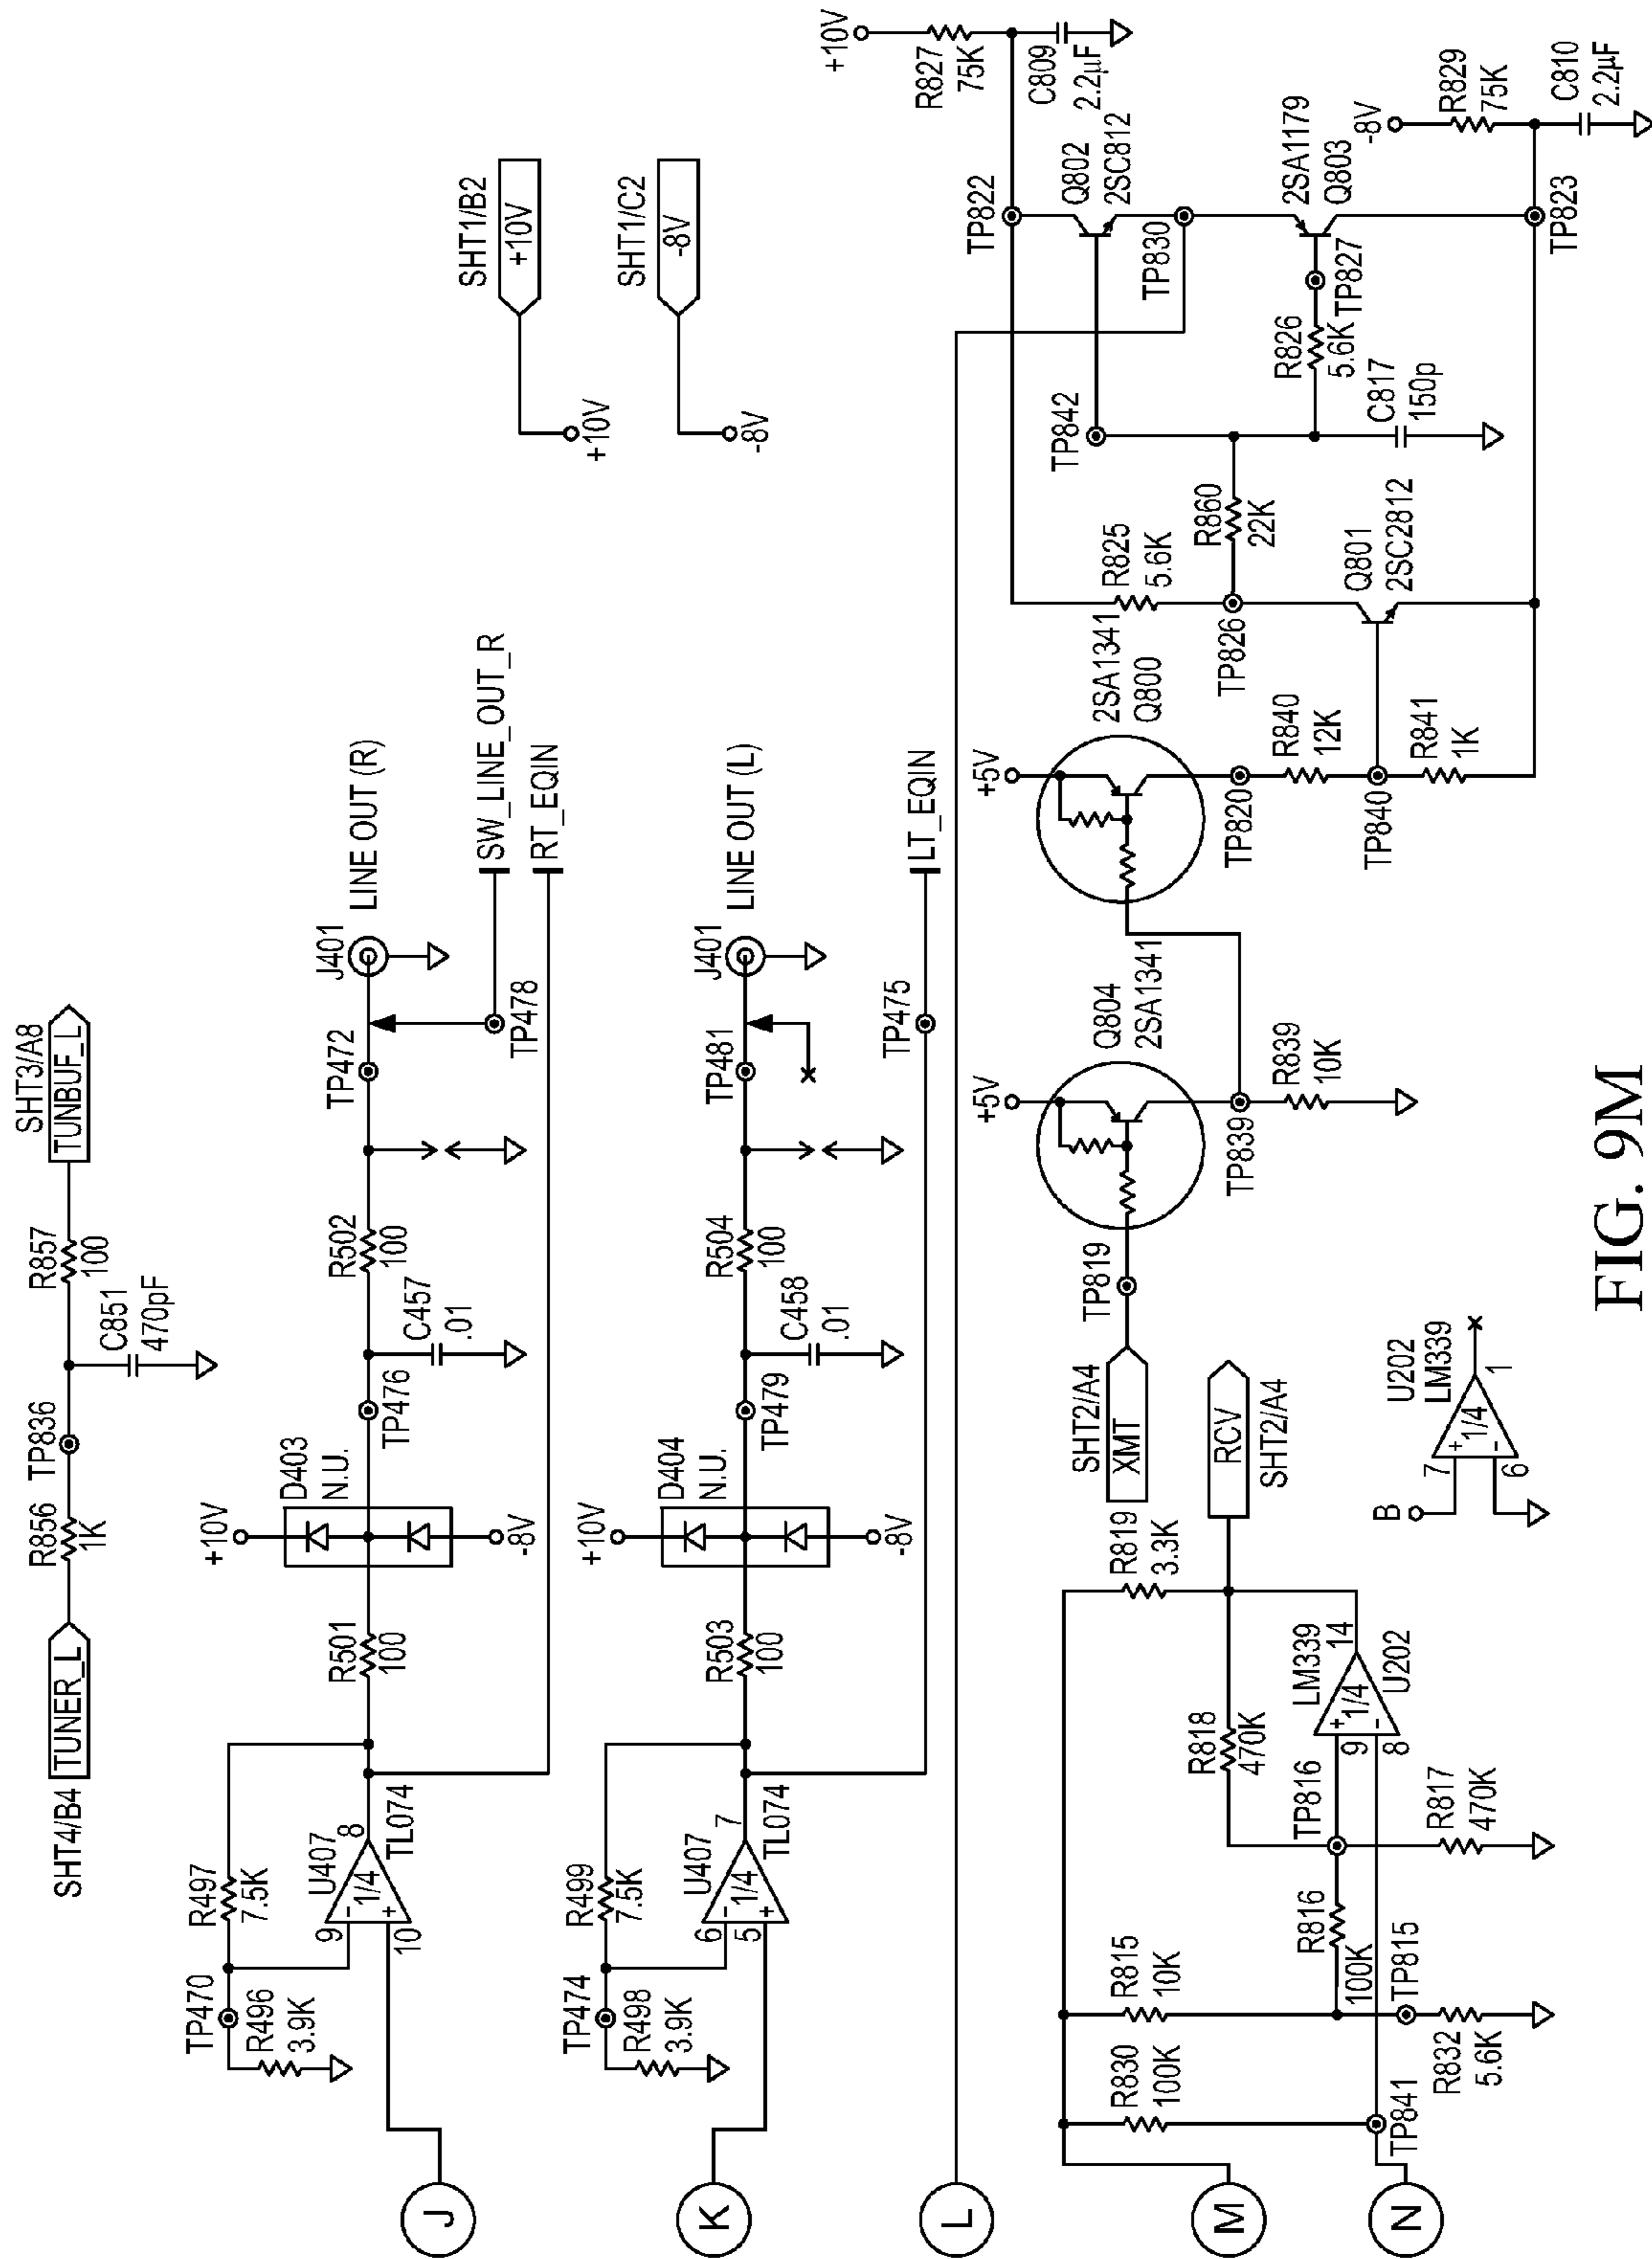 SHT4/B4
TUNER_L
R856
1K
TP836
C851
470pF
R857
100
SHT3/A8
TUNBUF_L
SHT1/B2
+10V
+10V
SHT1/C2
-8V
-8V
TP470
R496
3.9K
R497
7.5K
9
10
U407
1/4
8
TL074
-
+
R501
100
+10V
D403
N.U.
-8V
TP476
C457
.01
R502
100
TP472
J401
LINE OUT (R)
TP478
SW_LINE_OUT_R
RT_EQIN
J
TP474
R498
3.9K
R499
7.5K
6
5
U407
1/4
7
TL074
-
+
R503
100
+10V
D404
N.U.
-8V
TP479
C458
.01
R504
100
TP481
J401
LINE OUT (L)
TP475
LT_EQIN
K
L
M
N
R830
100K
R815
10K
TP841
R832
5.6K
TP815
R816
100K
TP816
R817
470K
R818
470K
9
8
+
-
1/4
LM339
14
U202
R819
3.3K
RCV
SHT2/A4
SHT2/A4
XMT
TP819
B
7
6
+
-
1/4
U202
LM339
1
+5V
Q804
2SA1341
TP839
R839
10K
+5V
2SA1341
Q800
TP820
R840
12K
TP840
R841
1K
R825
5.6K
TP826
Q801
2SC2812
R860
22K
TP842
C817
150p
R826
5.6K
TP827
TP830
TP822
Q802
2SC812
2SA1179
Q803
TP823
+10V
R827
75K
C809
2.2µF
-8V
R829
75K
C810
2.2µF
FIG. 9M